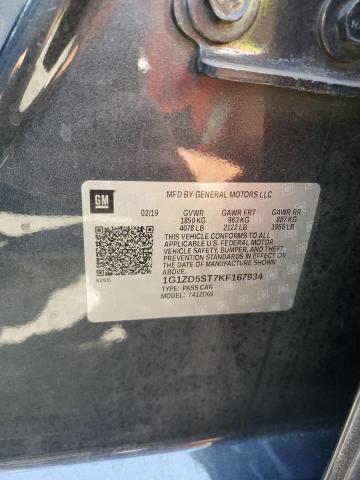 GM
MFD BY GENERAL MOTORS LLC
02/19 GVWR GAWR FRT GAWR RR
1850 KG 963 KG 887 KG
4078 LB 2122 LB 1956 LB
THIS VEHICLE CONFORMS TO ALL
APPLICABLE U.S. FEDERAL MOTOR
VEHICLE SAFETY, BUMPER, AND THEFT
PREVENTION STANDARDS IN EFFECT ON
THE DATE OF MANUFACTURE SHOWN
ABOVE.
1G1ZD5ST7KF167934
TYPE: PASS CAR
MODEL: 741ZD69